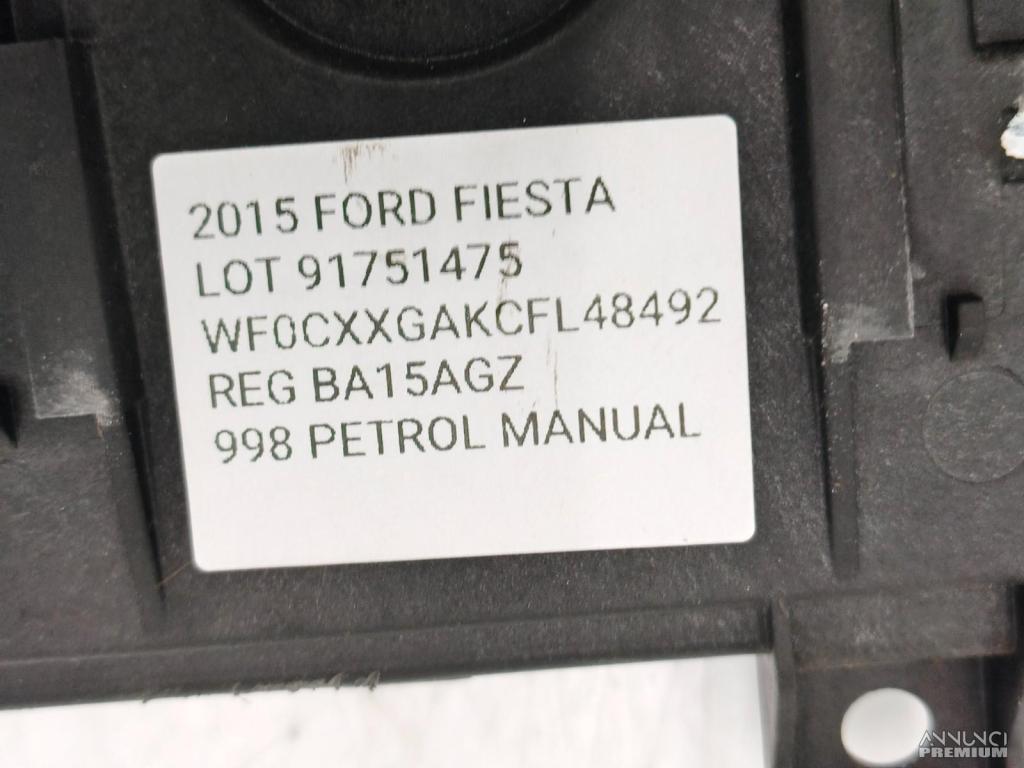 2015 FORD FIESTA
LOT 91751475
WF0CXXGAKCFL48492
REG BA15AGZ
998 PETROL MANUAL
ANNUNCI
PREMIUM